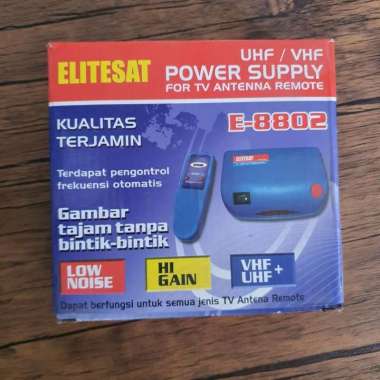 ELITESAT
UHF / VHF
POWER SUPPLY
FOR TV ANTENNA REMOTE
KUALITAS
TERJAMIN
E-8802
Terdapat pengontrol
frekuensi otomatis
ELITESAT
Gambar
tajam tanpa
bintik-bintik
LOW
NOISE
HI
GAIN
VHF +
UHF
Dapat berfungsi untuk semua jenis TV Antena Remote